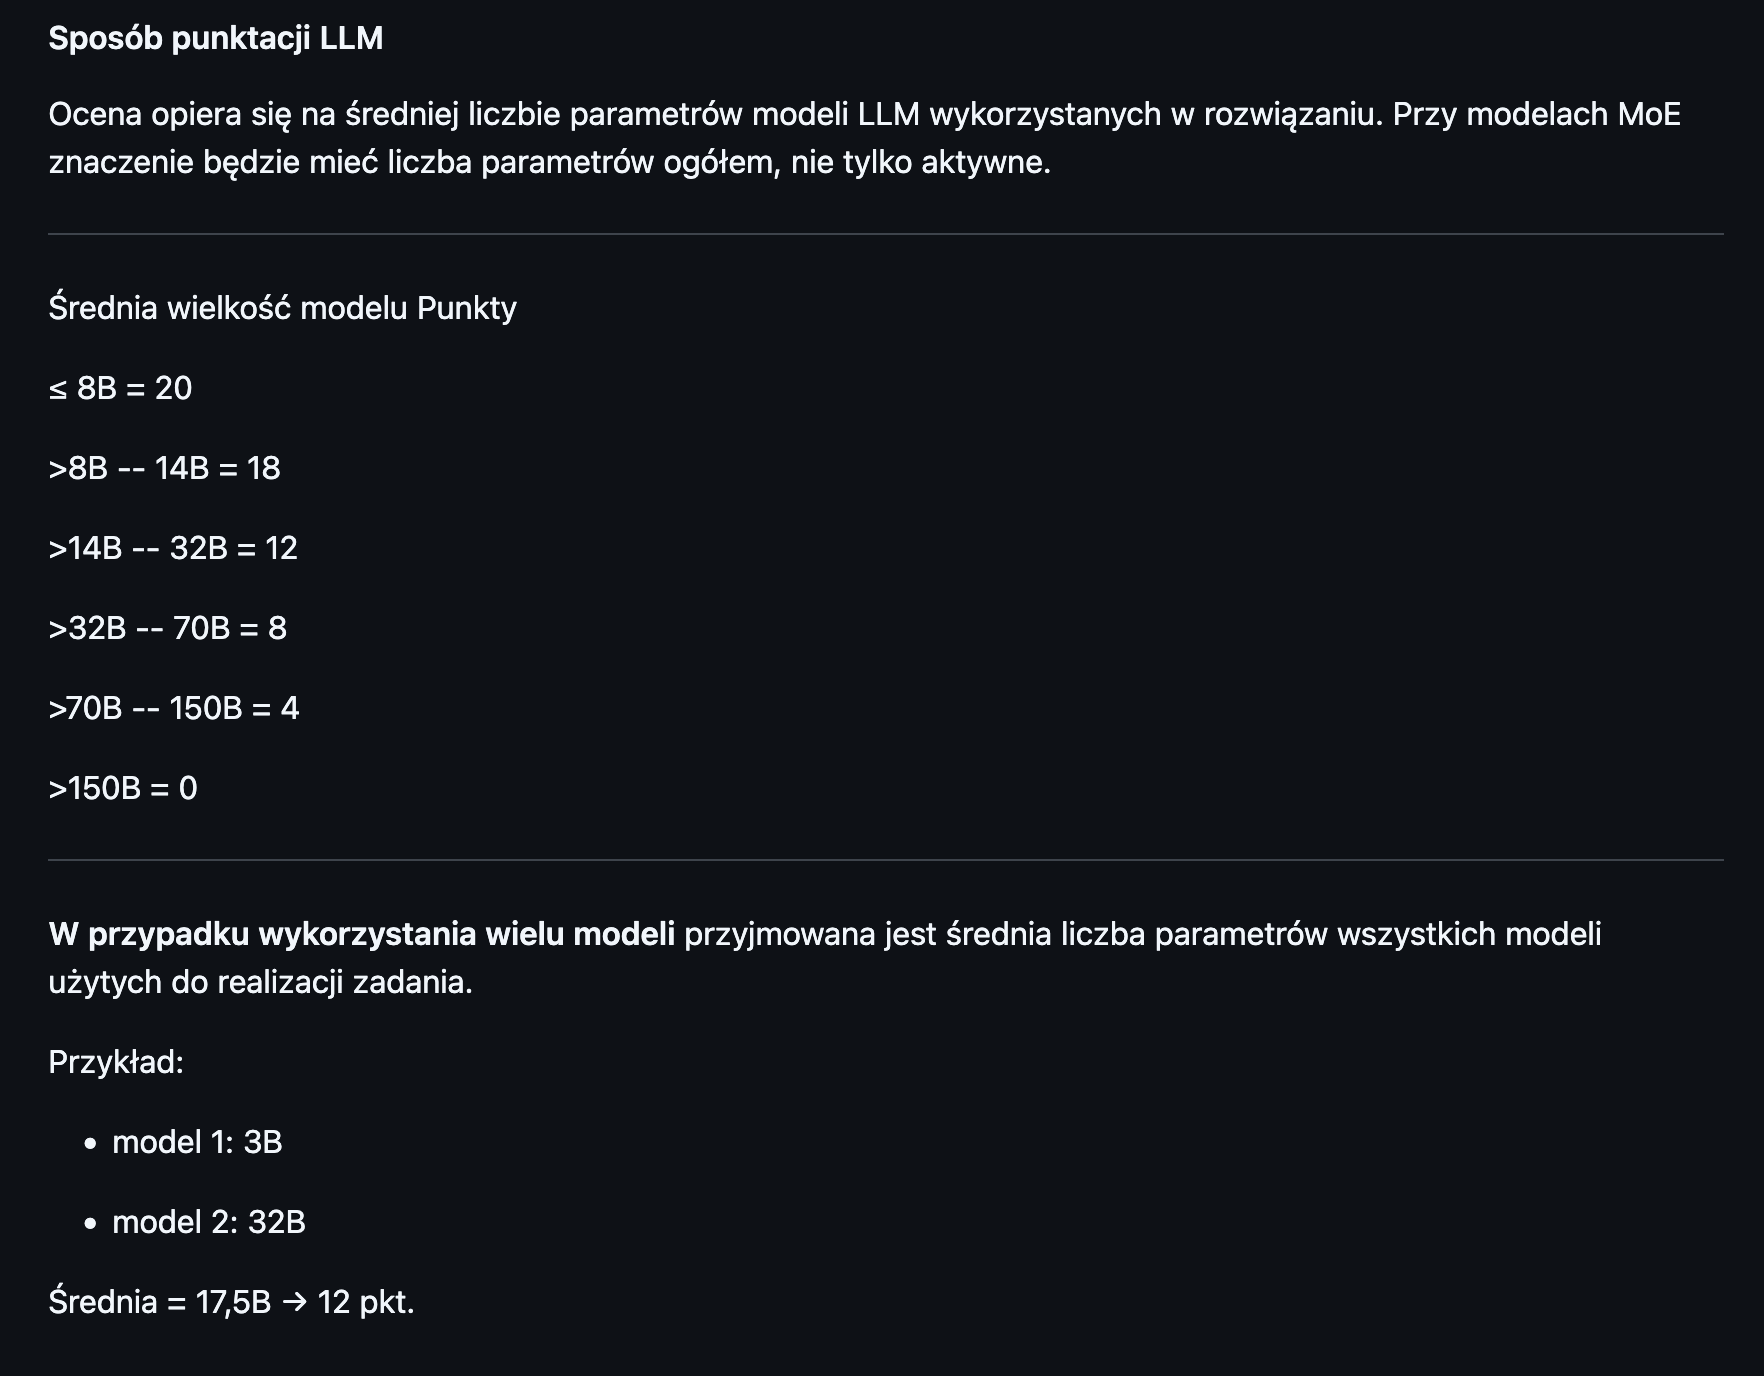 Sposób punktacji LLM
Ocena opiera się na średniej liczbie parametrów modeli LLM wykorzystanych w rozwiązaniu. Przy modelach MoE
znaczenie będzie mieć liczba parametrów ogółem, nie tylko aktywne.
Średnia wielkość modelu Punkty
≤ 8B = 20
>8B -- 14B = 18
>14B -- 32B = 12
>32B -- 70B = 8
>70B -- 150B = 4
>150B = 0
W przypadku wykorzystania wielu modeli przyjmowana jest średnia liczba parametrów wszystkich modeli
użytych do realizacji zadania.
Przykład:
• model 1: 3B
• model 2: 32B
Średnia = 17,5B → 12 pkt.